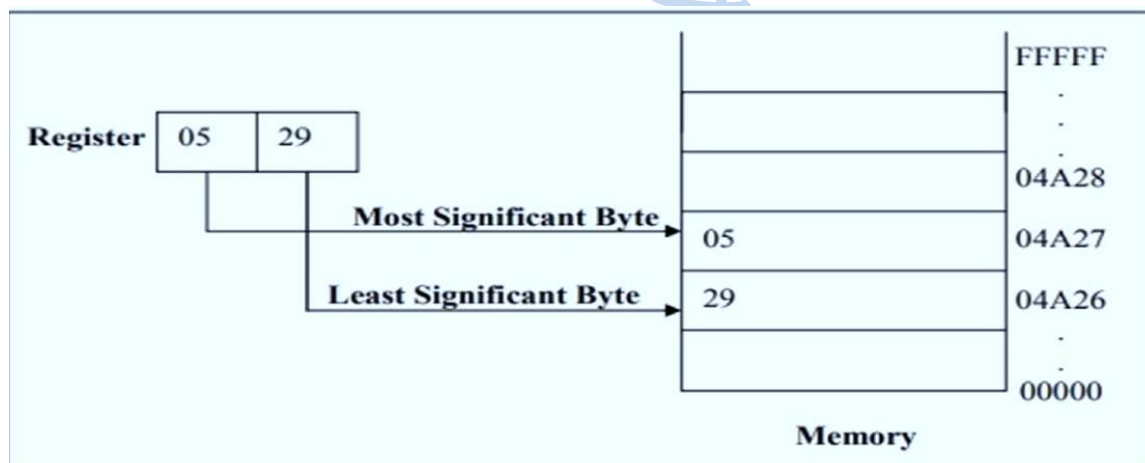 FFFFF
.
.
.
Register 05 29
04A28
Most Significant Byte
05 04A27
Least Significant Byte
29 04A26
.
.
00000
Memory